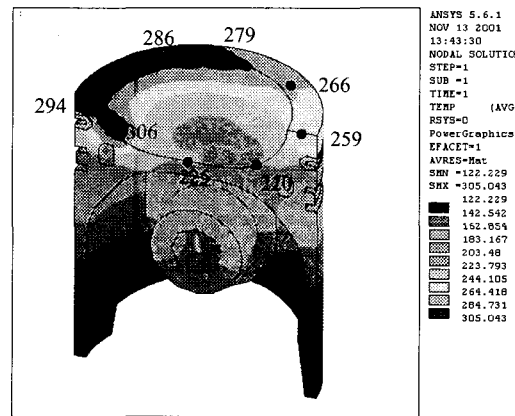 286 279
266
294
306
259
220
ANSYS 5.6.1
NOV 13 2001
13:43:30
NODAL SOLUTIO
STEP=1
SUB =1
TIME=1
TEMP (AVG
RSYS=0
PowerGraphics
EFACET=1
AVRES=Mat
SMN =122.229
SMX =305.043
122.229
142.542
162.854
183.167
203.48
223.793
244.105
264.418
284.731
305.043